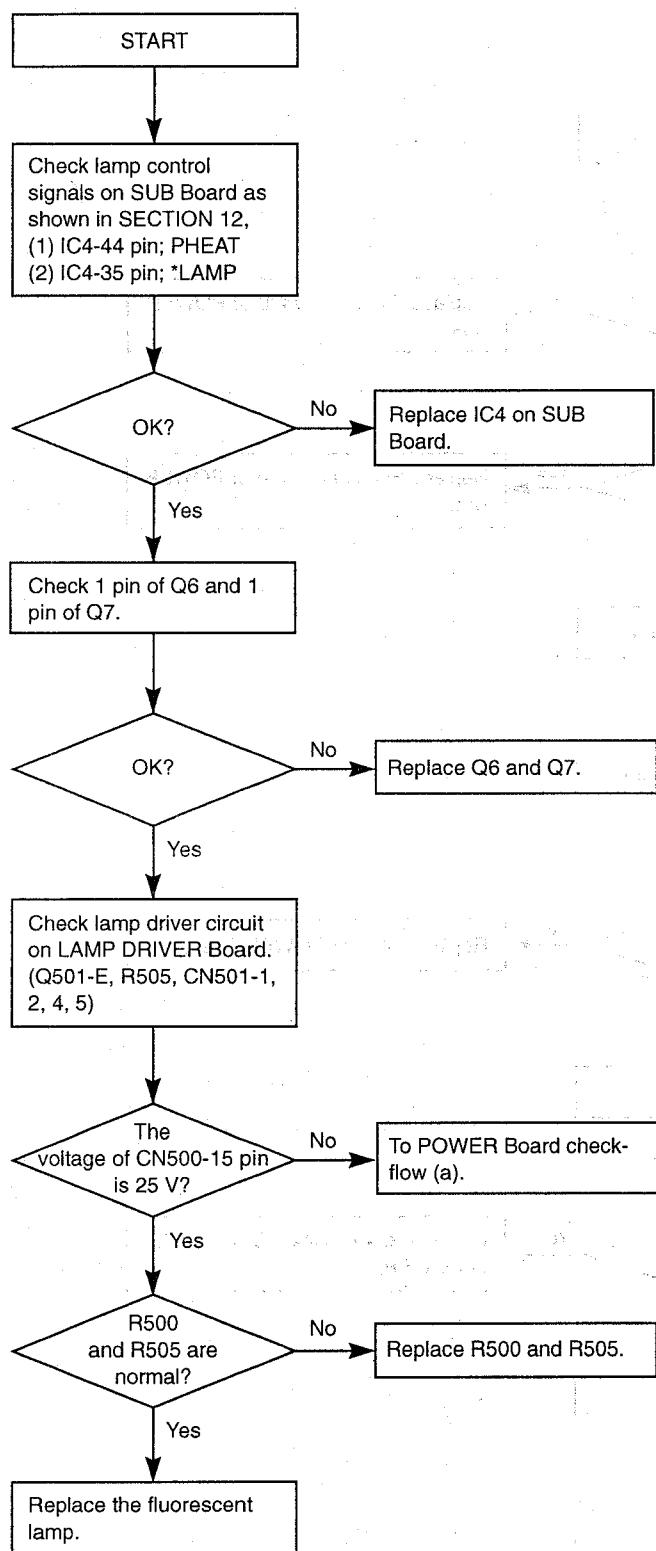 START
Check lamp control
signals on SUB Board as
shown in SECTION 12,
(1) IC4-44 pin; PHEAT
(2) IC4-35 pin; *LAMP
OK?
No
Replace IC4 on SUB
Board.
Yes
Check 1 pin of Q6 and 1
pin of Q7.
OK?
No
Replace Q6 and Q7.
Yes
Check lamp driver circuit
on LAMP DRIVER Board.
(Q501-E, R505, CN501-1,
2, 4, 5)
The
voltage of CN500-15 pin
is 25 V?
No
To POWER Board check-
flow (a).
Yes
R500
and R505 are
normal?
No
Replace R500 and R505.
Yes
Replace the fluorescent
lamp.